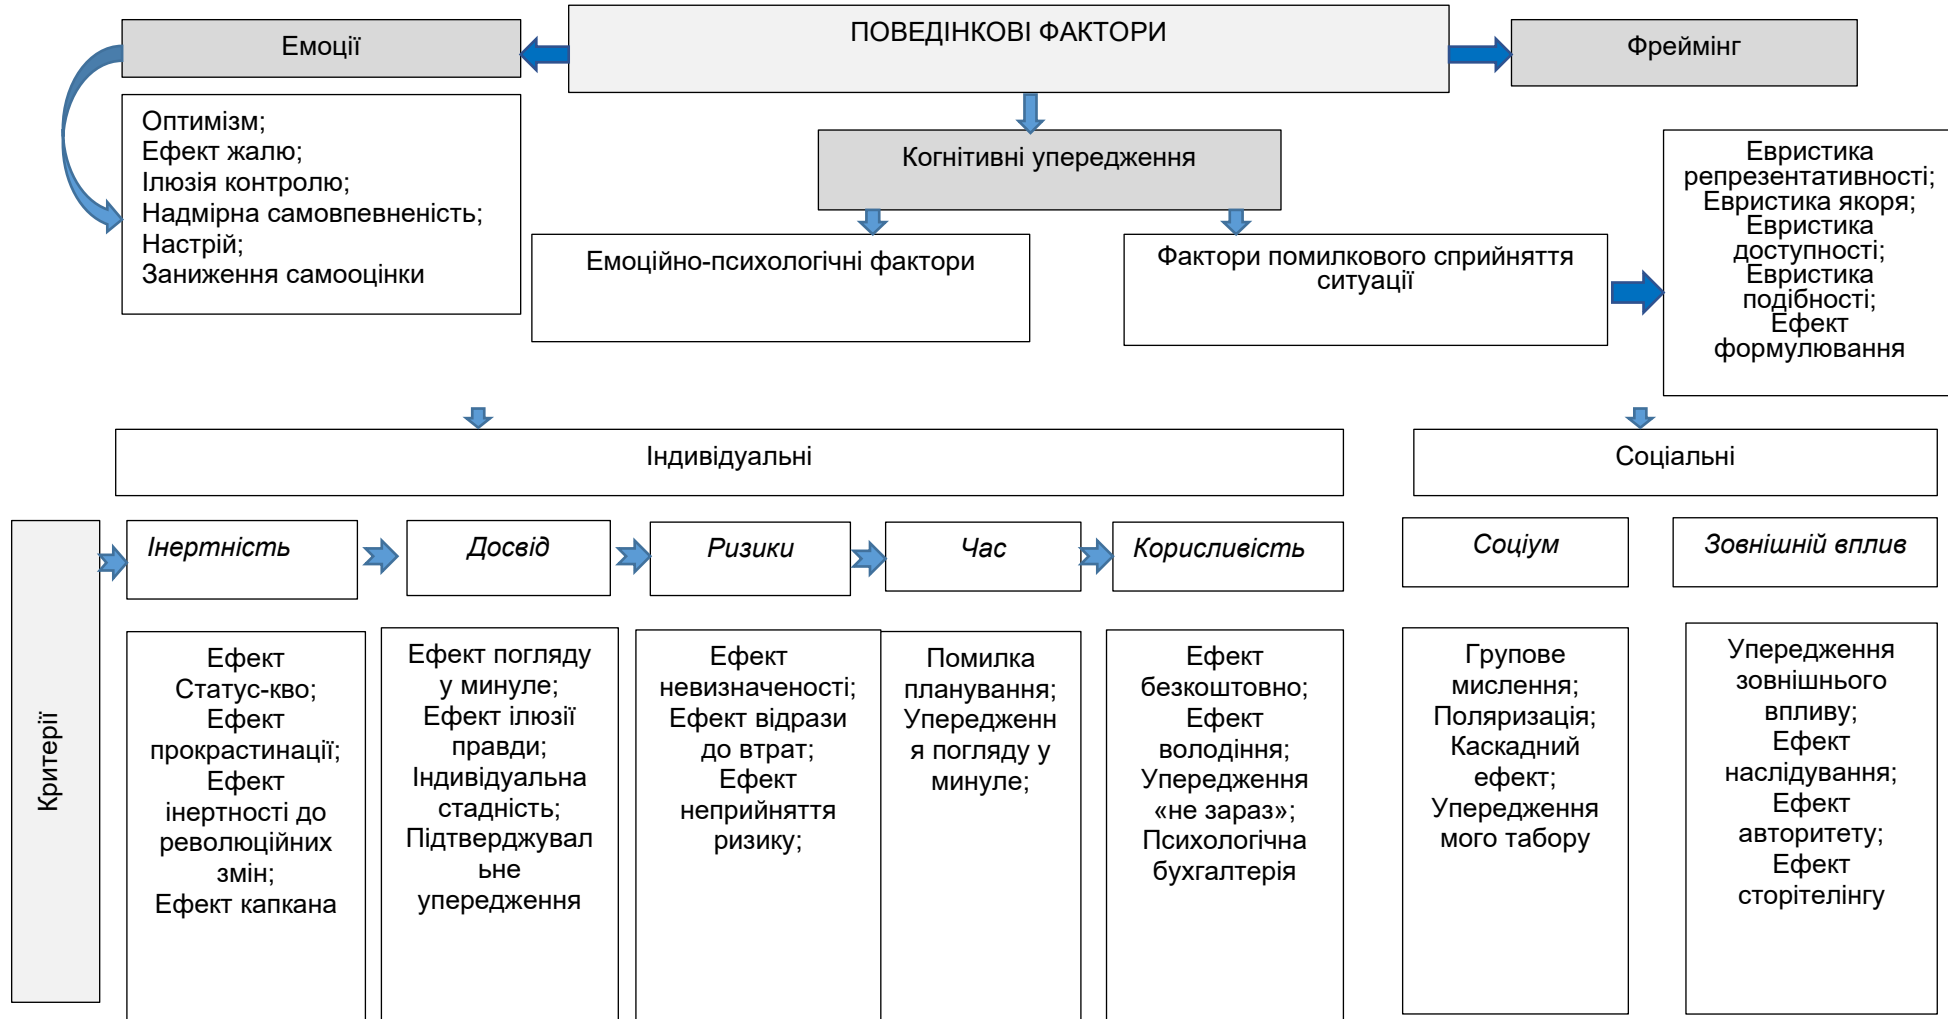 ПОВЕДІНКОВІ ФАКТОРИ
Емоції
Фреймінг
Оптимізм;
Ефект жалю;
Ілюзія контролю;
Надмірна самовпевненість;
Настрій;
Заниження самооцінки
Когнітивні упередження
Емоційно-психологічні фактори
Фактори помилкового сприйняття
ситуації
Евристика
репрезентативності;
Евристика якоря;
Евристика
доступності;
Евристика
подібності;
Ефект
формулювання
Індивідуальні
Соціальні
Критерії
Інертність
Досвід
Ризики
Час
Корисливість
Соціум
Зовнішній вплив
Ефект
Статус-кво;
Ефект
прокрастинації;
Ефект
інертності до
революційних
змін;
Ефект капкана
Ефект погляду
у минуле;
Ефект ілюзії
правди;
Індивідуальна
стадність;
Підтверджувал
ьне
упередження
Ефект
невизначеності;
Ефект відрази
до втрат;
Ефект
неприйняття
ризику;
Помилка
планування;
Упередженн
я погляду у
минуле;
Ефект
безкоштовно;
Ефект
володіння;
Упередження
«не зараз»;
Психологічна
бухгалтерія
Групове
мислення;
Поляризація;
Каскадний
ефект;
Упередження
мого табору
Упередження
зовнішнього
впливу;
Ефект
наслідування;
Ефект
авторитету;
Ефект
сторітелінгу